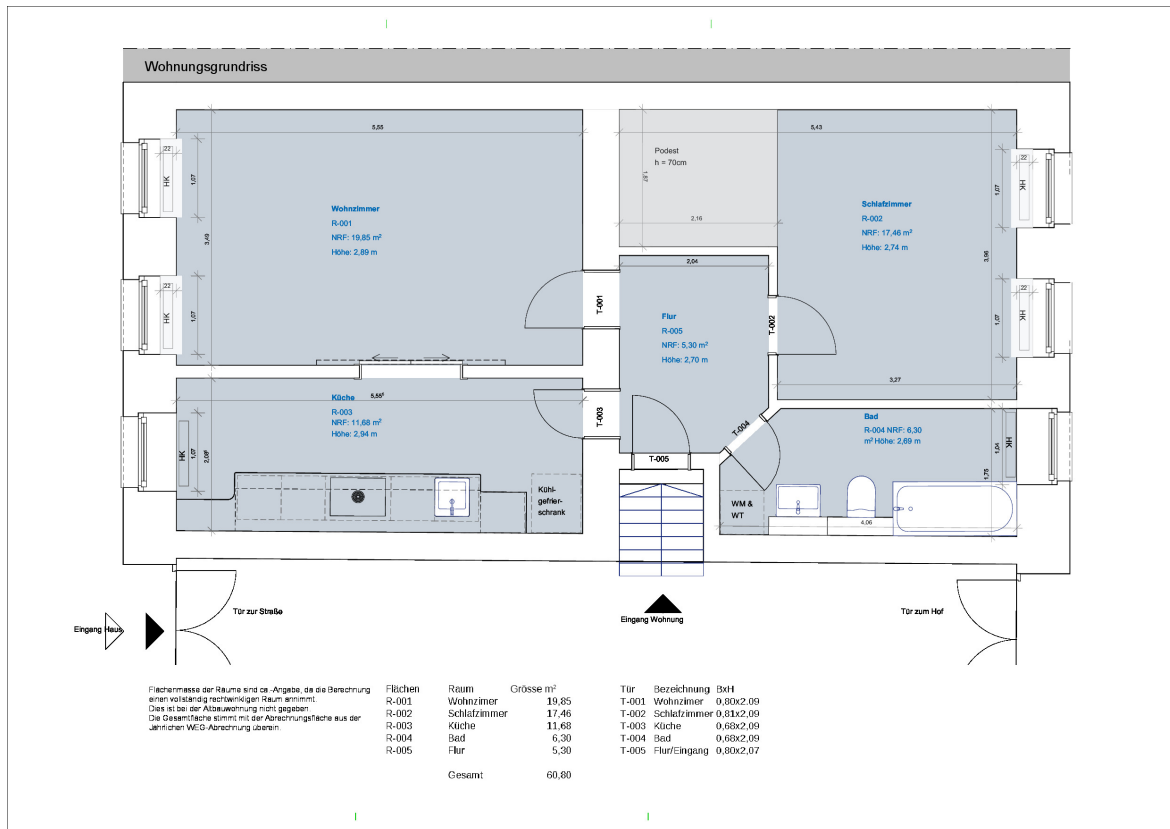 Wohnungsgrundriss
5,55
5,43
22
HK
1,07
3,49
Wohnzimmer
R-001
NRF: 19,85 m²
Höhe: 2,89 m
22
HK
1,07
Podest
h = 70cm
1,87
2,16
Schlafzimmer
R-002
NRF: 17,46 m²
Höhe: 2,74 m
22
HK
1,07
3,96
22
HK
1,07
2,04
T-001
Flur
R-005
NRF: 5,30 m²
Höhe: 2,70 m
T-002
3,27
Küche
5,55⁵
R-003
NRF: 11,68 m²
Höhe: 2,94 m
HK
1,07
T-003
T-004
T-005
Bad
R-004 NRF: 6,30
m² Höhe: 2,69 m
HK
1,04
1,75
Kühl-
gefrier-
schrank
WM &
WT
4,06
Tür zur Straße
Eingang Haus
Eingang Wohnung
Tür zum Hof
Flächenmasse der Räume sind ca.-Angabe, da die Berechnung
einen vollständig rechtwinkligen Raum annimmt.
Dies ist bei der Altbauwohnung nicht gegeben.
Die Gesamtfläche stimmt mit der Abrechnungsfläche aus der
Jährlichen WEG-Abrechnung überein.
Flächen Raum Grösse m²
R-001 Wohnzimer 19,85
R-002 Schlafzimmer 17,46
R-003 Küche 11,68
R-004 Bad 6,30
R-005 Flur 5,30
Gesamt 60,80
Tür Bezeichnung BxH
T-001 Wohnzimer 0,80x2,09
T-002 Schlafzimmer 0,81x2,09
T-003 Küche 0,68x2,09
T-004 Bad 0,68x2,09
T-005 Flur/Eingang 0,80x2,07